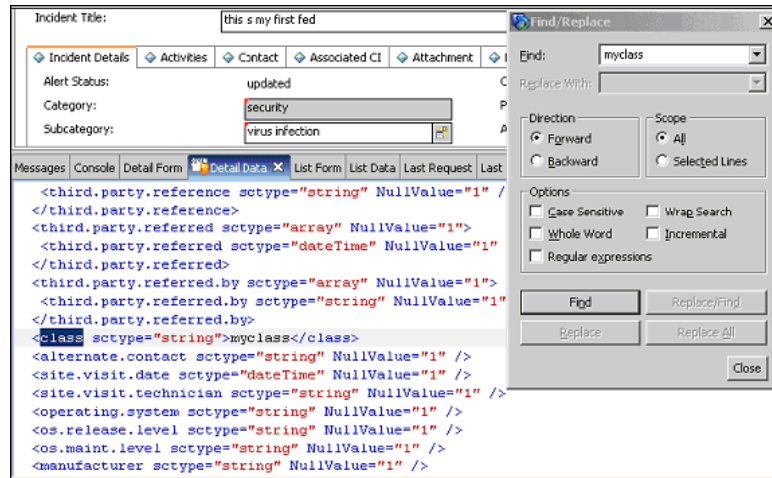 Incident Title: this s my first fed
Incident Details Activities Contact Associated CI Attachment
Alert Status: updated
Category: security
Subcategory: virus infection
Messages Console Detail Form Detail Data List Form List Data Last Request Last
<third.party.reference sctype="string" NullValue="1" /
</third.party.reference>
<third.party.referred sctype="array" NullValue="1">
<third.party.referred sctype="dateTime" NullValue="1"
</third.party.referred>
<third.party.referred.by sctype="array" NullValue="1">
<third.party.referred.by sctype="string" NullValue="1"
</third.party.referred.by>
<class sctype="string">myclass</class>
<alternate.contact sctype="string" NullValue="1" />
<site.visit.date sctype="dateTime" NullValue="1" />
<site.visit.technician sctype="string" NullValue="1" />
<operating.system sctype="string" NullValue="1" />
<os.release.level sctype="string" NullValue="1" />
<os.maint.level sctype="string" NullValue="1" />
<manufacturer sctype="string" NullValue="1" />
Find/Replace
Find: myclass
Replace With:
Direction Scope
Forward All
Backward Selected Lines
Options
Case Sensitive Wrap Search
Whole Word Incremental
Regular expressions
Find Replace/Find
Replace Replace All
Close